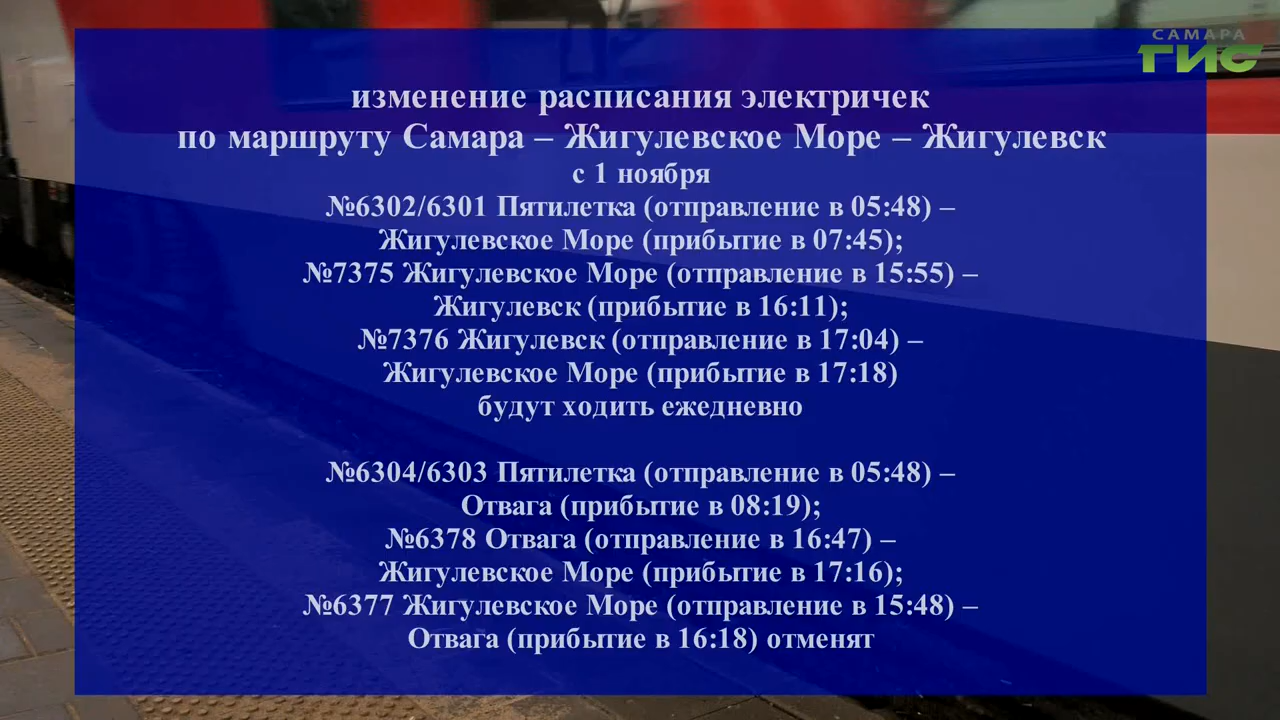 САМАРА
ГИС
изменение расписания электричек
по маршруту Самара – Жигулевское Море – Жигулевск
с 1 ноября
№6302/6301 Пятилетка (отправление в 05:48) –
Жигулевское Море (прибытие в 07:45);
№7375 Жигулевское Море (отправление в 15:55) –
Жигулевск (прибытие в 16:11);
№7376 Жигулевск (отправление в 17:04) –
Жигулевское Море (прибытие в 17:18)
будут ходить ежедневно
№6304/6303 Пятилетка (отправление в 05:48) –
Отвага (прибытие в 08:19);
№6378 Отвага (отправление в 16:47) –
Жигулевское Море (прибытие в 17:16);
№6377 Жигулевское Море (отправление в 15:48) –
Отвага (прибытие в 16:18) отменят